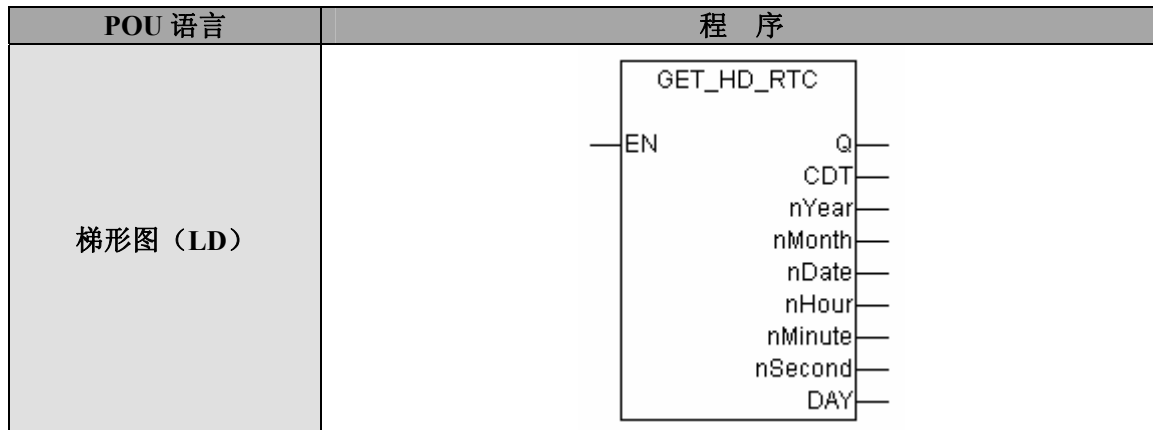 POU 语言 程 序
梯形图（LD）
GET_HD_RTC
EN Q
CDT
nYear
nMonth
nDate
nHour
nMinute
nSecond
DAY